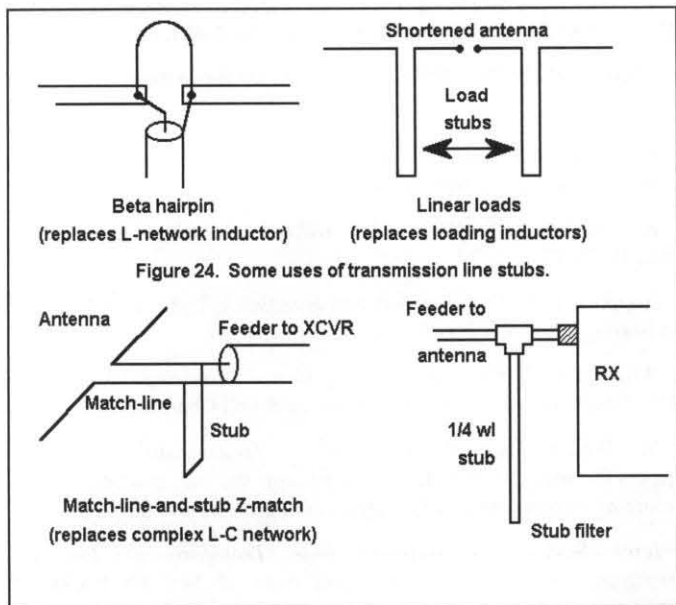 Shortened antenna
Load
stubs
Beta hairpin
(replaces L-network inductor)
Linear loads
(replaces loading inductors)
Figure 24. Some uses of transmission line stubs.
Antenna
Feeder to XCVR
Match-line
Stub
Match-line-and-stub Z-match
(replaces complex L-C network)
Feeder to
antenna
RX
1/4 wl
stub
Stub filter